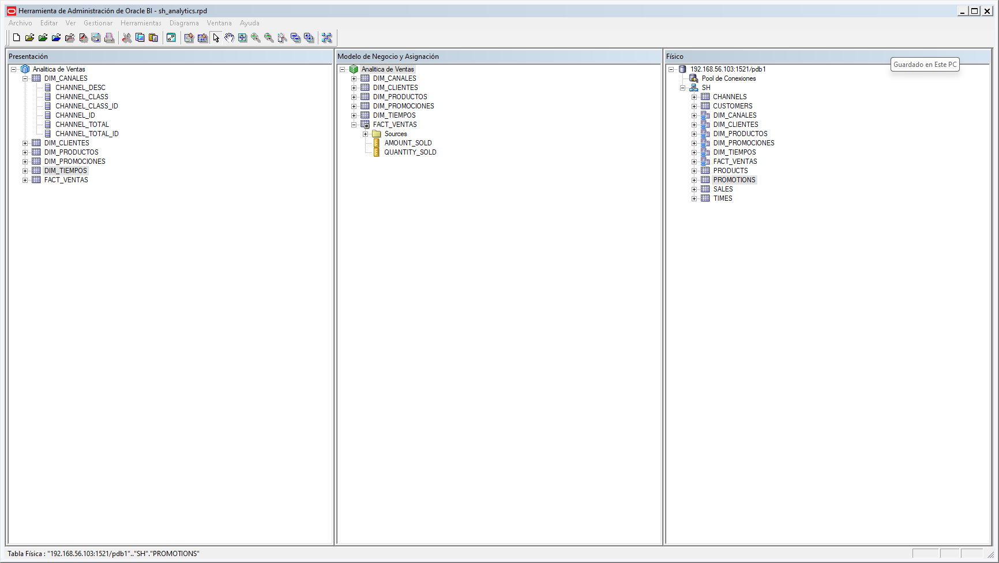 Herramienta de Administración de Oracle BI - sh_analytics.rpd
Archivo Editar Ver Gestionar Herramientas Diagrama Ventana Ayuda
Presentación
Analitica de Ventas
DIM_CANALES
CHANNEL_DESC
CHANNEL_CLASS
CHANNEL_CLASS_ID
CHANNEL_ID
CHANNEL_TOTAL
CHANNEL_TOTAL_ID
DIM_CLIENTES
DIM_PRODUCTOS
DIM_PROMOCIONES
DIM_TIEMPOS
FACT_VENTAS
Modelo de Negocio y Asignación
Analitica de Ventas
DIM_CANALES
DIM_CLIENTES
DIM_PRODUCTOS
DIM_PROMOCIONES
DIM_TIEMPOS
FACT_VENTAS
Sources
AMOUNT_SOLD
QUANTITY_SOLD
Físico
Guardado en Este PC
192.168.56.103:1521/pdb1
Pool de Conexiones
SH
CHANNELS
CUSTOMERS
DIM_CANALES
DIM_CLIENTES
DIM_PRODUCTOS
DIM_PROMOCIONES
DIM_TIEMPOS
FACT_VENTAS
PRODUCTS
PROMOTIONS
SALES
TIMES
Tabla Física : "192.168.56.103:1521/pdb1".."SH"."PROMOTIONS"